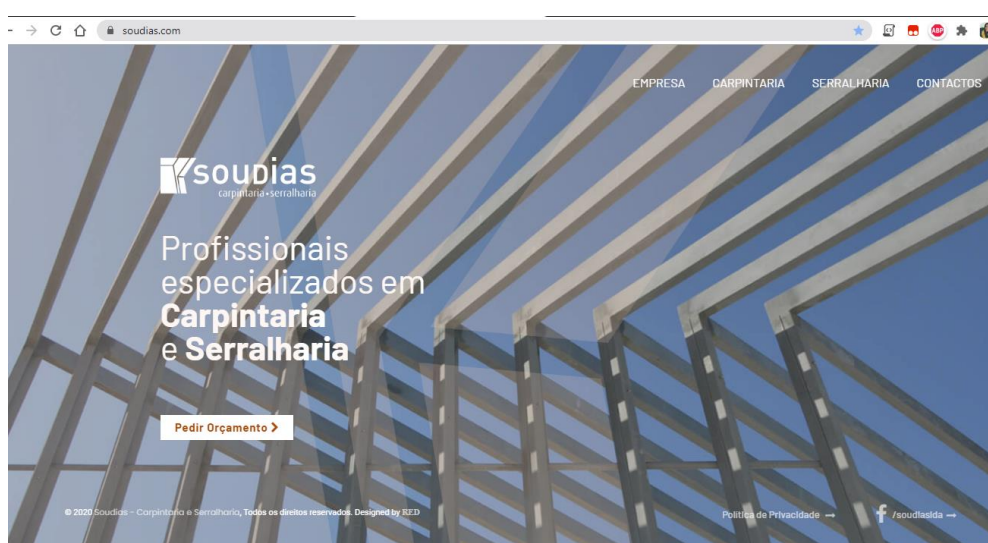 soudias.com
ABP
EMPRESA CARPINTARIA SERRALHARIA CONTACTOS
soudias
carpintaria•serralharia
Profissionais
especializados em
Carpintaria
e Serralharia
Pedir Orçamento
© 2020 Soudias - Carpintaria e Serralharia, Todos os direitos reservados. Designed by RED
Política de Privacidade → f /soudiaslda →